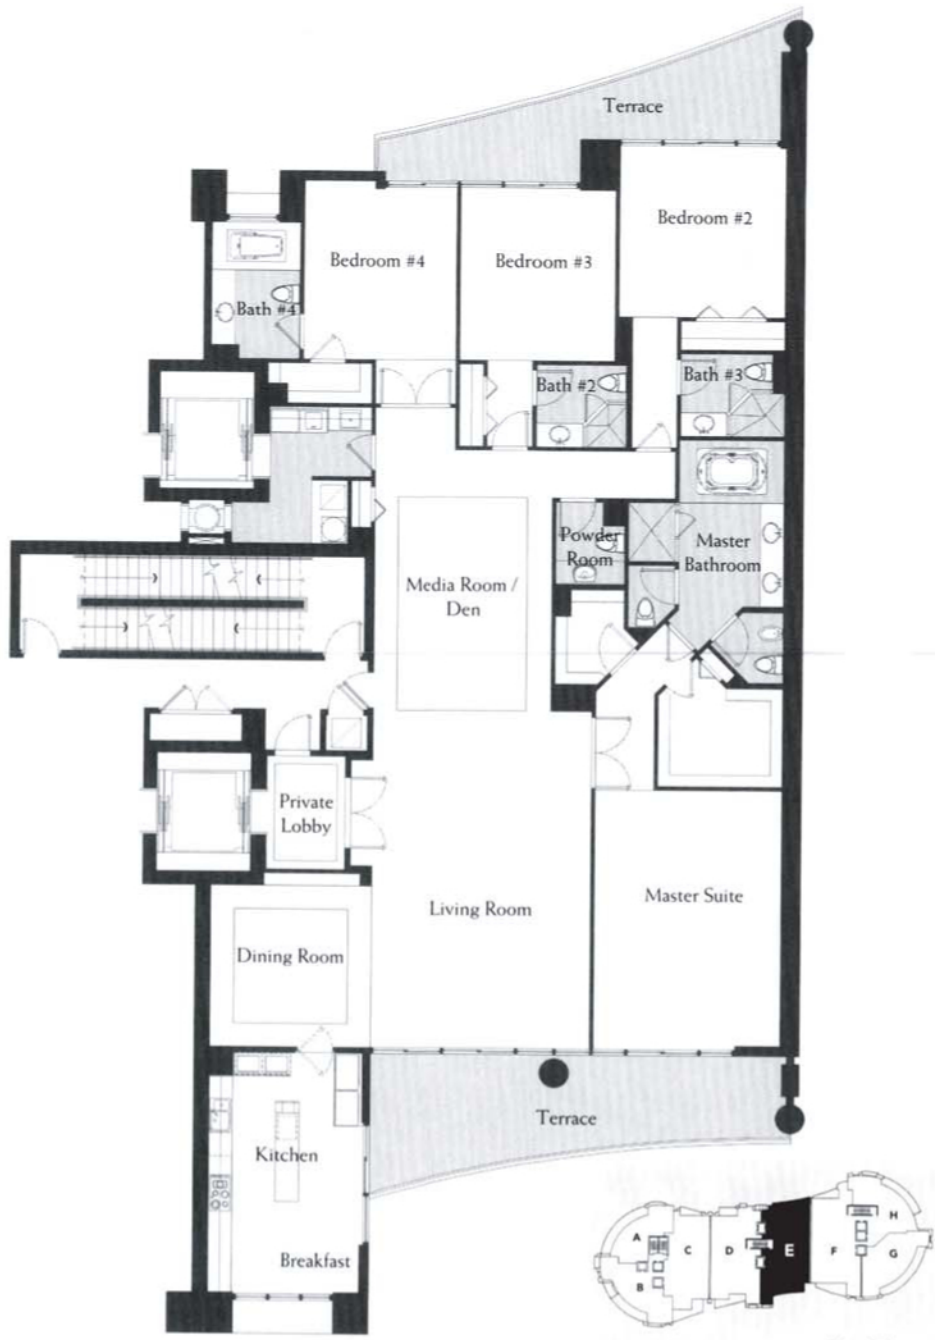 Terrace
Bedroom #2
Bedroom #4
Bedroom #3
Bath #4
Bath #2
Bath #3
Powder
Room
Master
Bathroom
Media Room /
Den
Private
Lobby
Living Room
Master Suite
Dining Room
Terrace
Kitchen
Breakfast
A
B
C
D
E
F
H
G